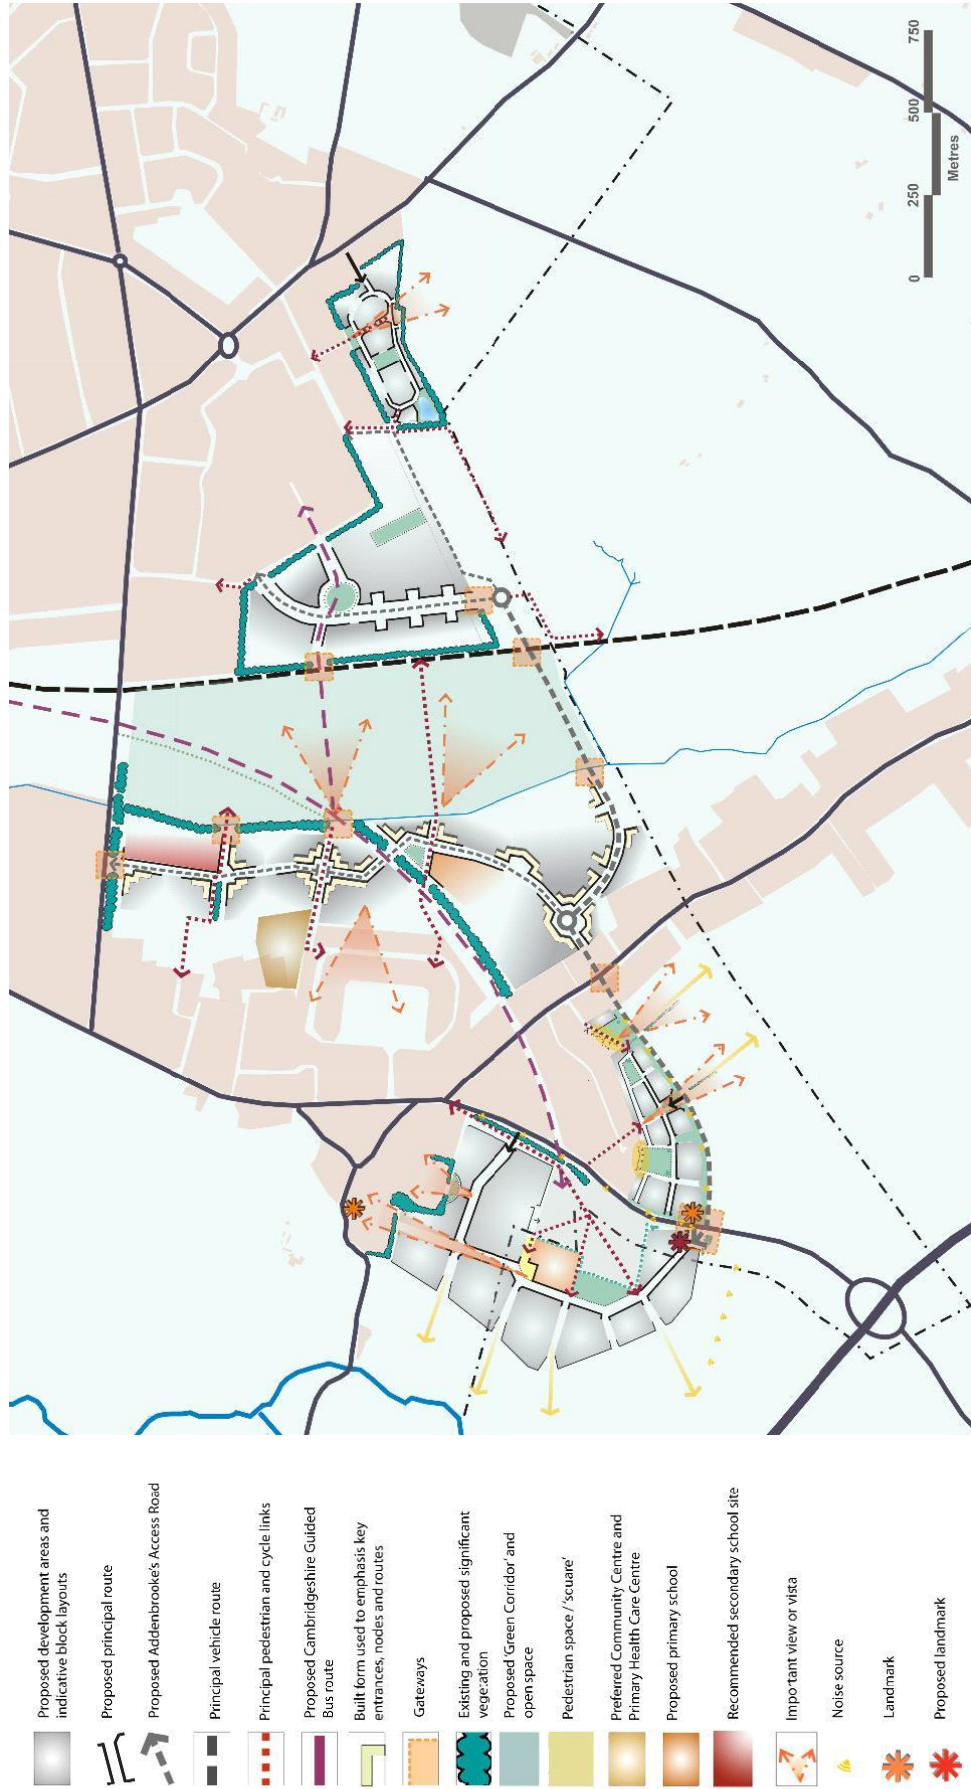 750
500
250
0
Metres
Proposed development areas and
indicative block layouts
Proposed principal route
Proposed Addenbrooke's Access Road
Principal vehicle route
Principal pedestrian and cycle links
Proposed Cambridgeshire Guided
Bus route
Built form used to emphasis key
entrances, nodes and routes
Gateways
Existing and proposed significant
vegetation
Proposed 'Green Corridor' and
open space
Pedestrian space / 'scuare'
Preferred Community Centre and
Primary Health Care Centre
Proposed primary school
Recommended secondary school site
Important view or vista
Noise source
Landmark
Proposed landmark